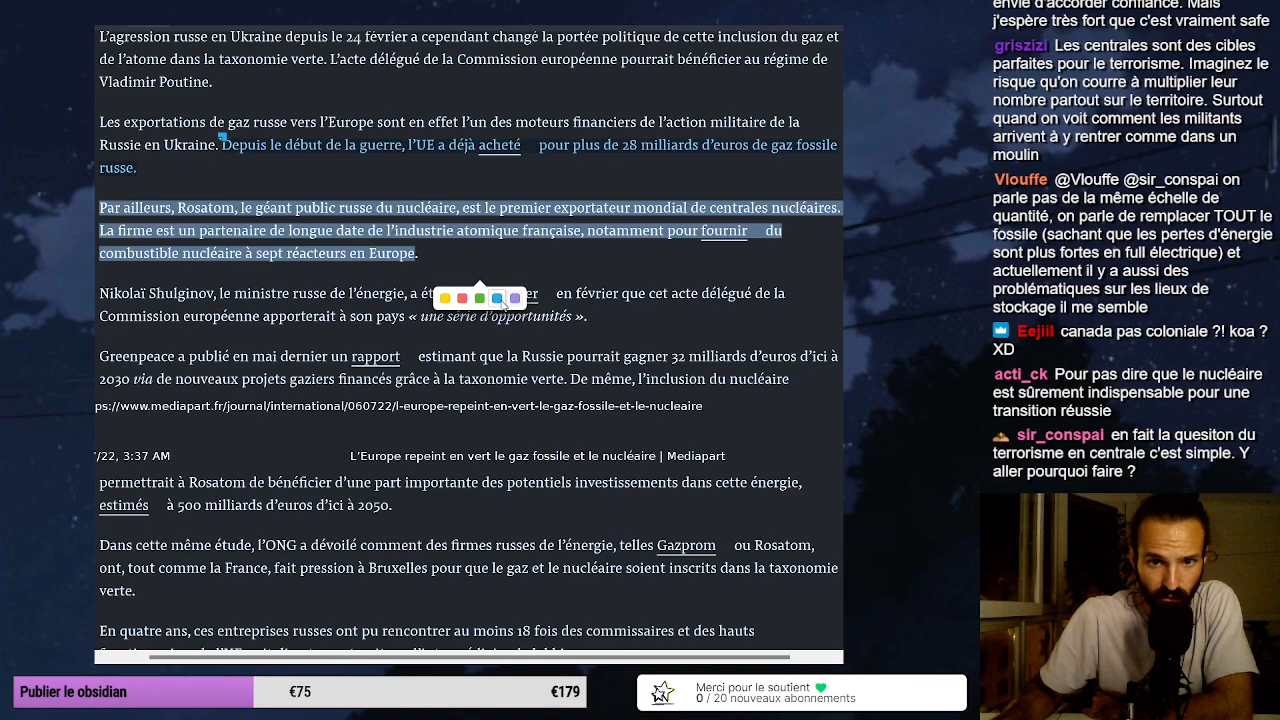 L'agression russe en Ukraine depuis le 24 février a cependant changé la portée politique de cette inclusion du gaz et
de l'atome dans la taxonomie verte. L'acte délégué de la Commission européenne pourrait bénéficier au régime de
Vladimir Poutine.
Les exportations de gaz russe vers l'Europe sont en effet l'un des moteurs financiers de l'action militaire de la
Russie en Ukraine. Depuis le début de la guerre, l'UE a déjà acheté pour plus de 28 milliards d'euros de gaz fossile
russe.
Par ailleurs, Rosatom, le géant public russe du nucléaire, est le premier exportateur mondial de centrales nucléaires.
La firme est un partenaire de longue date de l'industrie atomique française, notamment pour fournir du
combustible nucléaire à sept réacteurs en Europe.
Nikolaï Shulginov, le ministre russe de l'énergie, a en février que cet acte délégué de la
Commission européenne apporterait à son pays « une série d'opportunités ».
Greenpeace a publié en mai dernier un rapport estimant que la Russie pourrait gagner 32 milliards d'euros d'ici à
2030 via de nouveaux projets gaziers financés grâce à la taxonomie verte. De même, l'inclusion du nucléaire
ps://www.mediapart.fr/journal/international/060722/l-europe-repeint-en-vert-le-gaz-fossile-et-le-nucleaire
/22, 3:37 AM L'Europe repeint en vert le gaz fossile et le nucléaire | Mediapart
permettrait à Rosatom de bénéficier d'une part importante des potentiels investissements dans cette énergie,
estimés à 500 milliards d'euros d'ici à 2050.
Dans cette même étude, l'ONG a dévoilé comment des firmes russes de l'énergie, telles Gazprom ou Rosatom,
ont, tout comme la France, fait pression à Bruxelles pour que le gaz et le nucléaire soient inscrits dans la taxonomie
verte.
En quatre ans, ces entreprises russes ont pu rencontrer au moins 18 fois des commissaires et des hauts
envie d'accorder confiance. Mais
j'espère très fort que c'est vraiment safe
griszizi Les centrales sont des cibles
parfaites pour le terrorisme. Imaginez le
risque qu'on courre à multiplier leur
nombre partout sur le territoire. Surtout
quand on voit comment les militants
arrivent à y rentrer comme dans un
moulin
Vlouffe @Vlouffe @sir_conspai on
parle pas de la même échelle de
quantité, on parle de remplacer TOUT le
fossile (sachant que les pertes d'énergie
sont plus fortes en full électrique) et
actuellement il y a aussi des
problématiques sur les lieux de
stockage il me semble
Eejiil canada pas coloniale ?! koa ?
XD
acti_ck Pour pas dire que le nucléaire
est sûrement indispensable pour une
transition réussie
sir_conspai en fait la quesiton du
terrorisme en centrale c'est simple. Y
aller pourquoi faire ?
Publier le obsidian €75 €179
Merci pour le soutient 💚
0 / 20 nouveaux abonnements